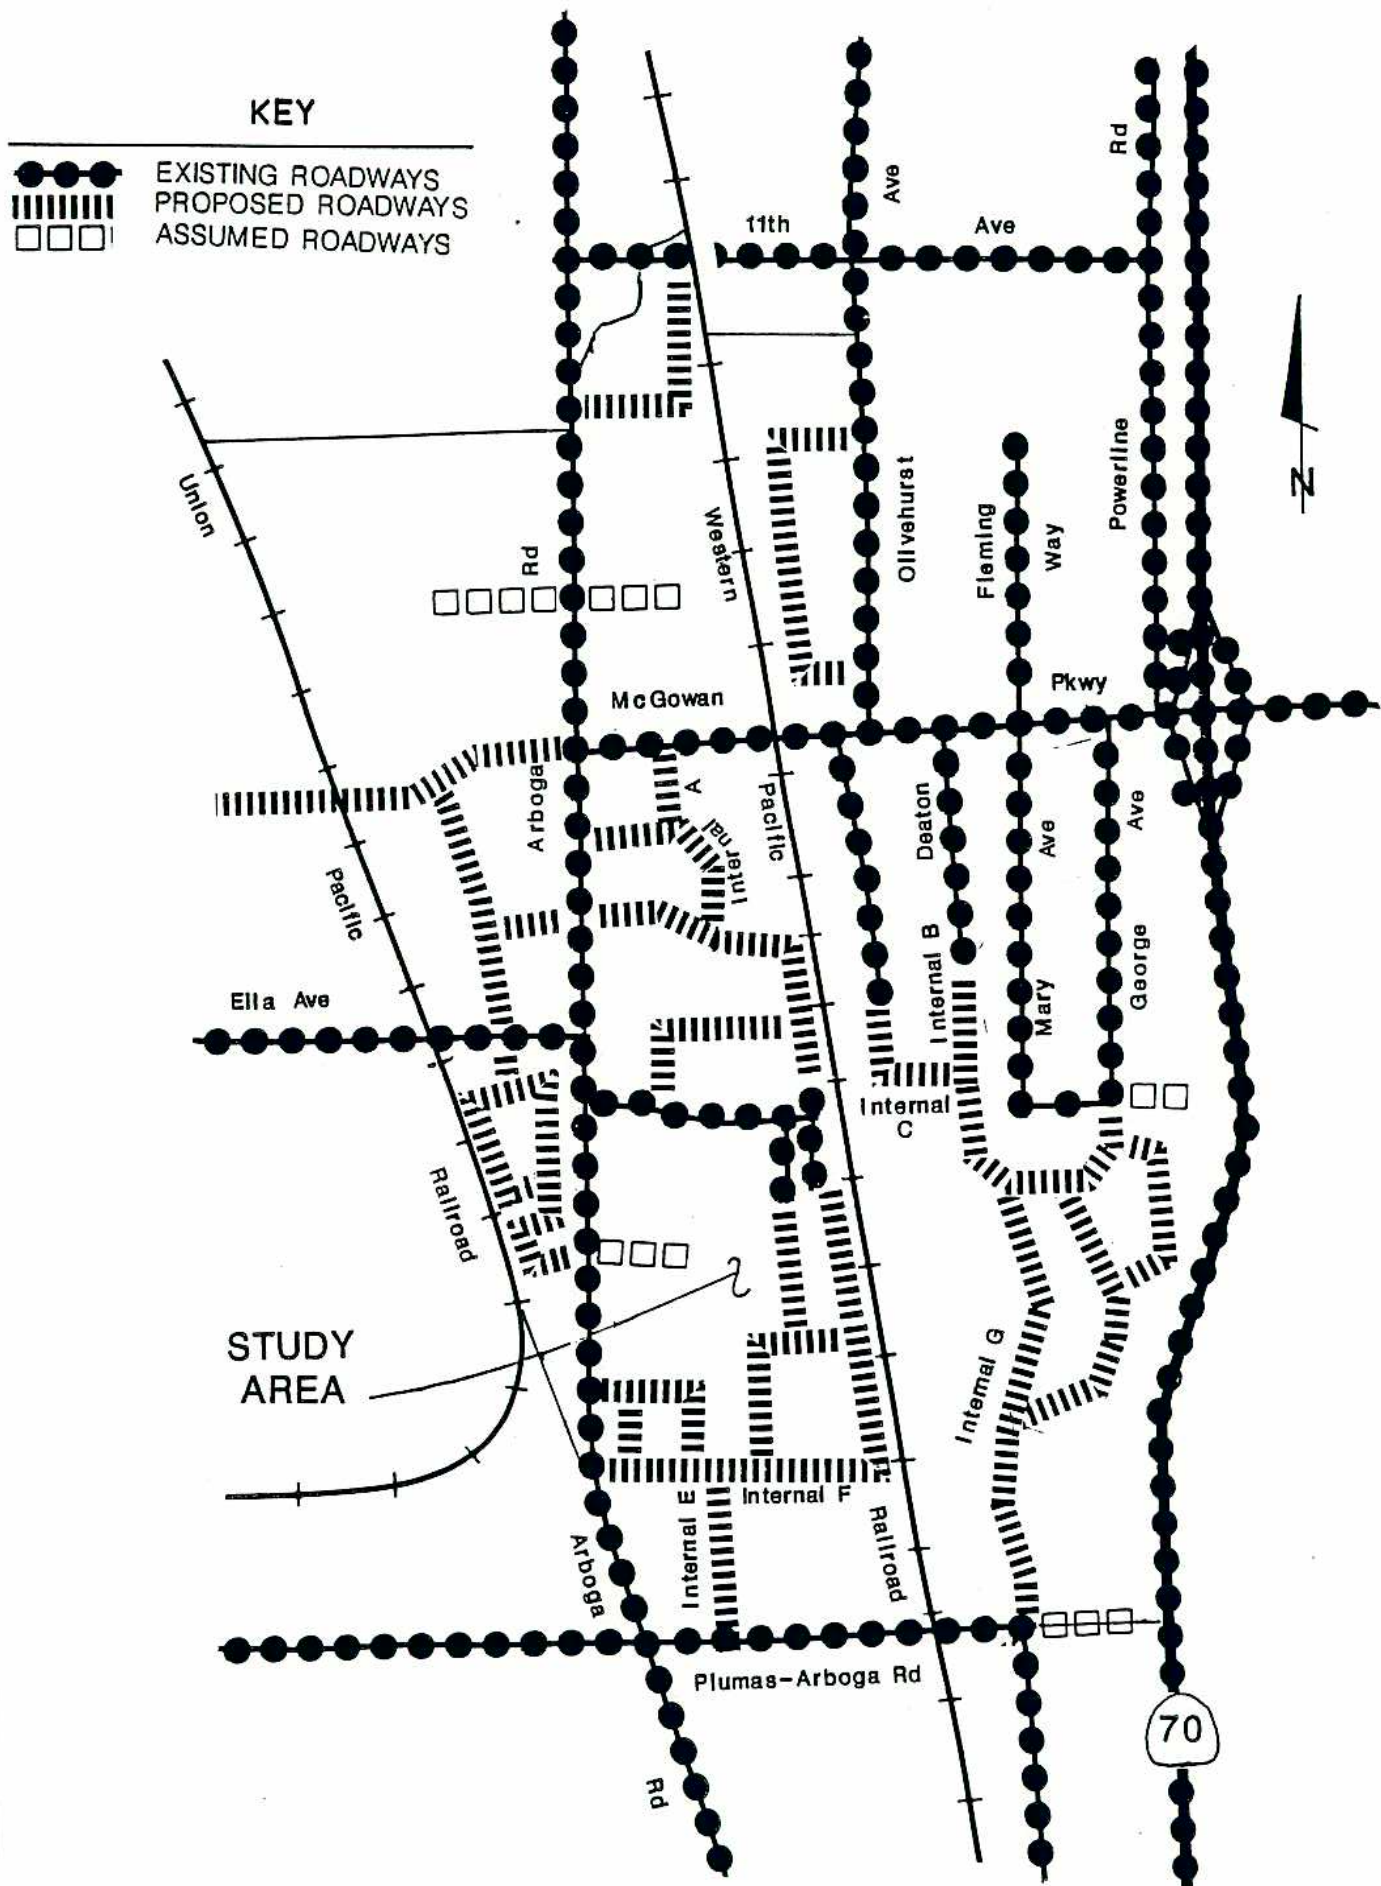 KEY
EXISTING ROADWAYS
PROPOSED ROADWAYS
ASSUMED ROADWAYS
11th
Ave
Ave
Rd
Union
Rd
Western
Olivehurst
Fleming
Way
Powerline
McGowan
Pkwy
Arboga
A
Internal
Pacific
Deaton
Ave
Ave
Pacific
Internal B
Mary
George
Ella Ave
Internal
C
Railroad
STUDY
AREA
Internal G
Internal E
Internal F
Arboga
Railroad
Plumas-Arboga Rd
Rd
70
N